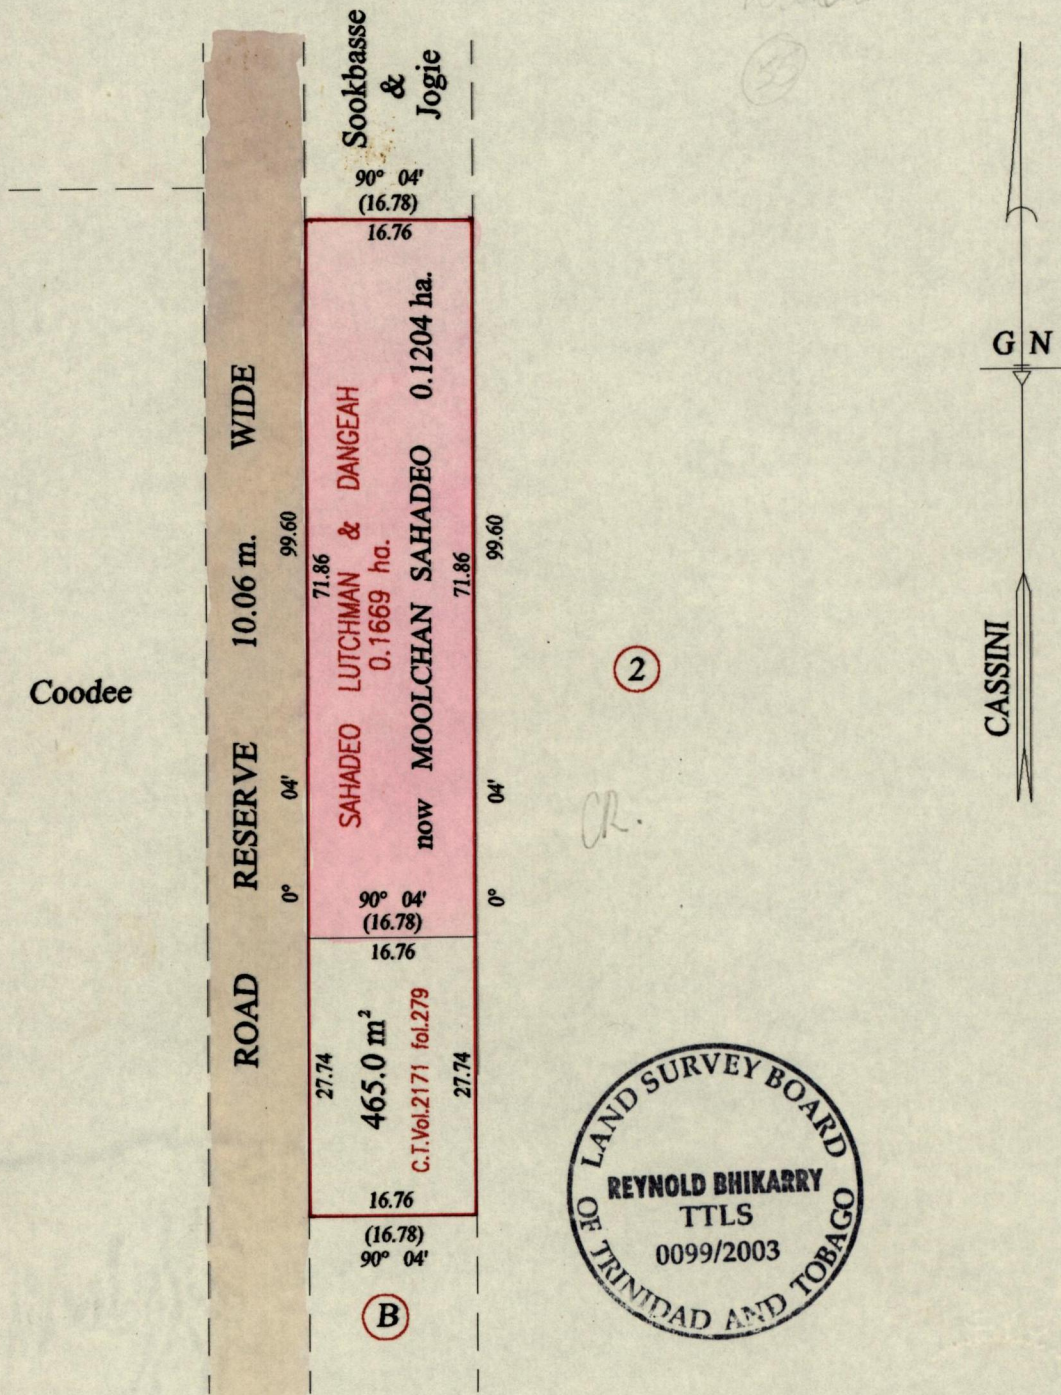 Sookbasse
&
Jogie
53
90° 04'
(16.78)
16.76
G N
CASSINI
Coodee
ROAD RESERVE 10.06 m. WIDE
0° 04' 99.60
71.86
SAHADEO LUTCHMAN & DANGEAH
0.1669 ha.
now MOOLCHAN SAHADEO 0.1204 ha.
71.86
0° 04' 99.60
2
CR.
90° 04'
(16.78)
16.76
27.74
465.0 m²
C.T.Vol.2171 fol.279
27.74
16.76
(16.78)
90° 04'
B
LAND SURVEY BOARD
OF TRINIDAD AND TOBAGO
REYNOLD BHIKARRY
TTLS
0099/2003